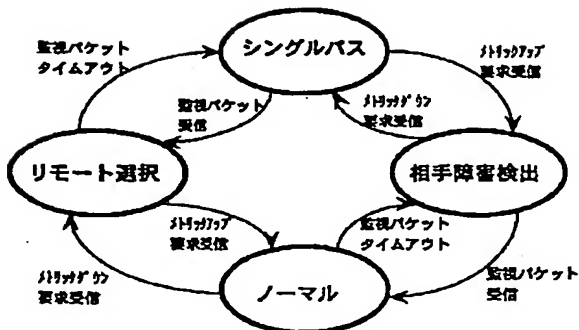 監視パケット
タイムアウト
シングルパス
ﾒﾄﾘｯｸｱｯﾌﾟ
要求受信
監視パケット
受信
ﾒﾄﾘｯｸﾀﾞｳﾝ
要求受信
リモート選択
相手障害検出
ﾒﾄﾘｯｸｱｯﾌﾟ
要求受信
監視パケット
タイムアウト
ﾒﾄﾘｯｸﾀﾞｳﾝ
要求受信
ノーマル
監視パケット
受信